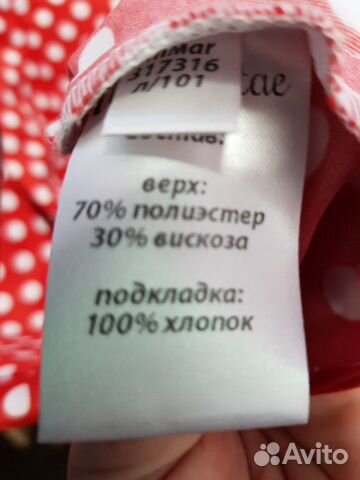 317316
л/101
состав:
верх:
70% полиэстер
30% вискоза
подкладка:
100% хлопок
Avito